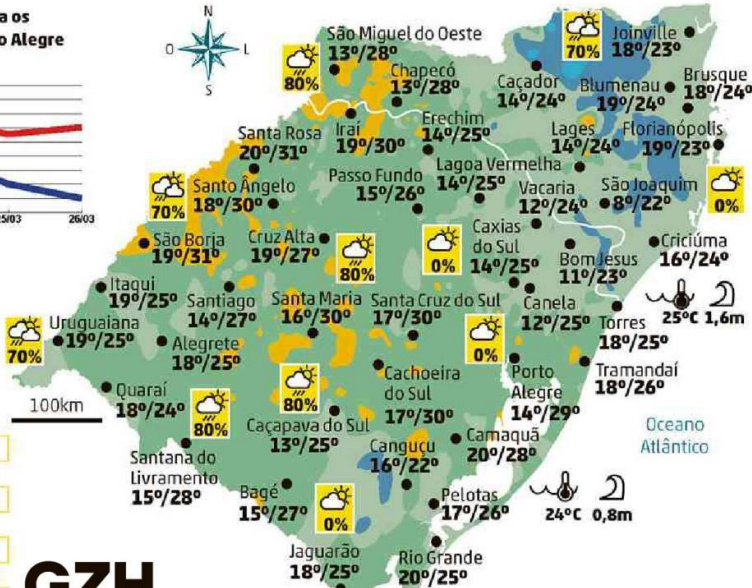 a os
o Alegre
25/03
26/03
N
O
L
S
São Miguel do Oeste
13º/28º
80%
Chapecó
13º/28º
Caçador
14º/24º
70%
Joinville
18º/23º
Blumenau
19º/24º
Brusque
18º/24º
Iraí
19º/30º
Erechim
14º/25º
Lages
14º/24º
Florianópolis
19º/23º
0%
Santa Rosa
20º/31º
Lagoa Vermelha
14º/25º
Passo Fundo
15º/26º
Vacaria
12º/24º
São Joaquim
8º/22º
70%
Santo Ângelo
18º/30º
São Borja
19º/31º
Cruz Alta
19º/27º
80%
0%
Caxias
do Sul
14º/25º
Bom Jesus
11º/23º
Criciúma
16º/24º
Itaqui
19º/25º
Santiago
14º/27º
Santa Maria
16º/30º
Santa Cruz do Sul
17º/30º
Canela
12º/25º
Torres
18º/25º
25ºC 1,6m
70%
Uruguaiana
19º/25º
Alegrete
18º/25º
0%
Porto
Alegre
14º/29º
Tramandaí
18º/26º
Quaraí
18º/24º
100km
80%
80%
Cachoeira
do Sul
17º/30º
Caçapava do Sul
13º/25º
Camaquã
20º/28º
Oceano
Atlântico
Santana do
Livramento
15º/28º
Canguçu
16º/22º
Bagé
15º/27º
0%
Pelotas
17º/26º
24ºC 0,8m
Jaguarão
18º/25º
Rio Grande
20º/25º
GZH